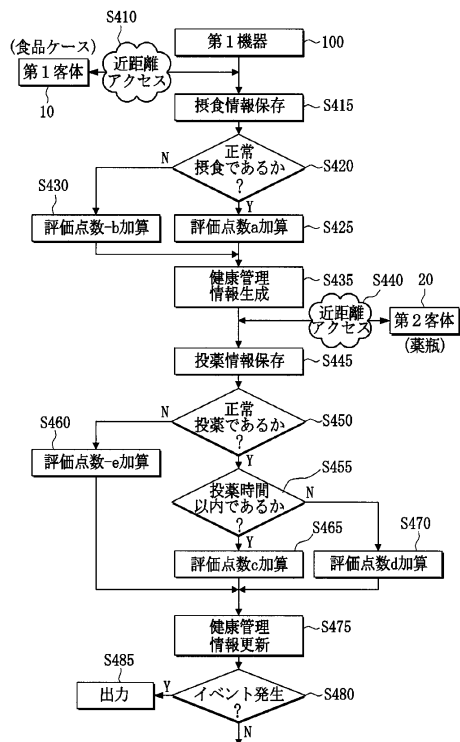 S410
(食品ケース)
第1客体
10
近距離
アクセス
第1機器
100
摂食情報保存
S415
正常
摂食であるか
?
S420
N
Y
S430
評価点数-b加算
評価点数a加算
S425
健康管理
情報生成
S435
S440
近距離
アクセス
20
第2客体
(薬瓶)
投薬情報保存
S445
正常
投薬であるか
?
S450
N
Y
S460
評価点数-e加算
投薬時間
以内であるか
?
S455
N
Y
S465
評価点数c加算
S470
評価点数d加算
健康管理
情報更新
S475
S485
出力
Y
イベント発生
?
S480
N